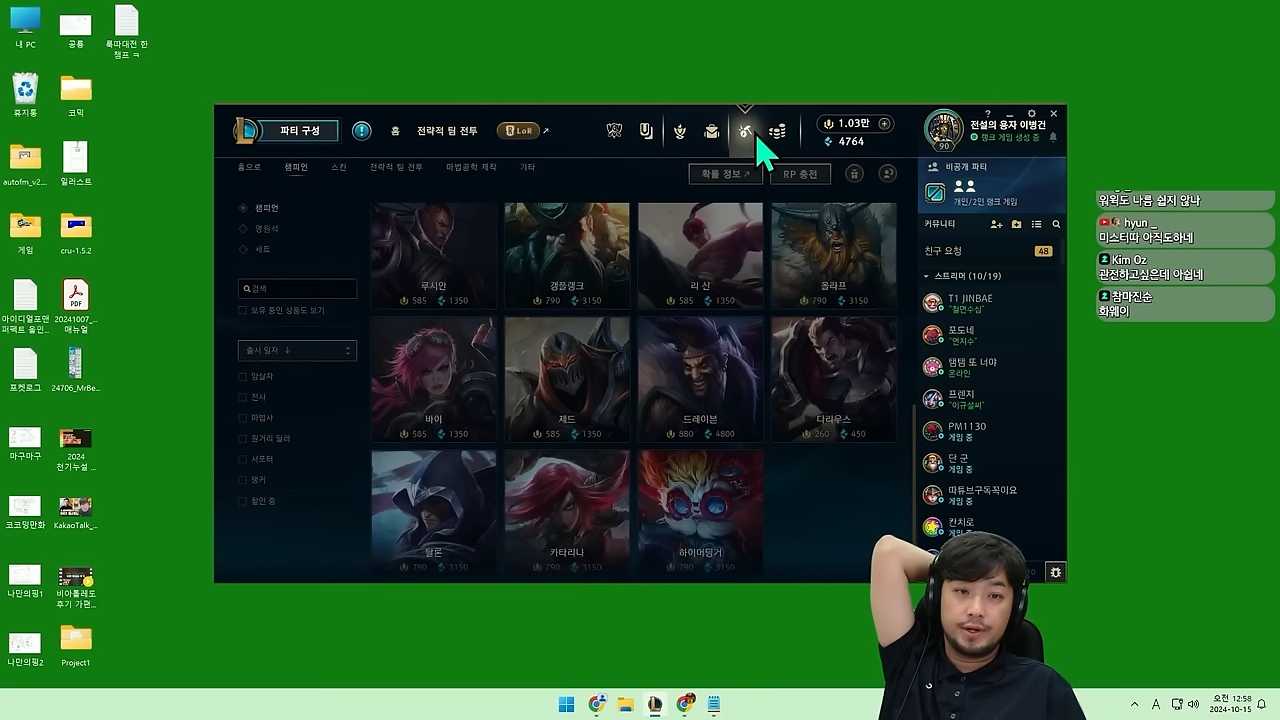 내 PC
공룡
룩따대전 한
챔프 ㅋ
휴지통
코믹
autofm_v2...
일러스트
게임
cru-1.5.2
아이디얼포맨
퍼펙트 올인...
PDF
20241007_...
매뉴얼
포켓로그
24706_MrBe...
마구마구
2024
전기누설 ...
코코딩만화
KakaoTalk_...
나만의핑1
비아플레도
후기 가편...
나만의핑2
Project1
파티 구성
홈
전략적 팀 전투
LoR
1.03만
4764
90
전설의 용자 이병건
랭크 게임 생성 중
홈으로
챔피언
스킨
전략적 팀 전투
마법공학 제작
기타
확률 정보
RP 충전
챔피언
영원석
세트
검색
보유 중인 상품도 보기
출시 일자
암살자
전사
마법사
원거리 딜러
서포터
탱커
할인 중
루시안
585 1350
갱플랭크
790 3150
리 신
585 1350
올라프
790 3150
바이
585 1350
제드
585 1350
드레이븐
880 4800
다리우스
260 450
탈론
790 3150
카타리나
790 3150
하이머딩거
790 3150
비공개 파티
개인/2인 랭크 게임
커뮤니티
친구 요청
48
스트리머 (10/19)
T1 JINBAE
"철면수심"
포도네
"연지수"
탬탬 또 너야
온라인
프렌지
"이규설씨"
PM1130
게임 중
단 군
게임 중
따튜브구독꼭이요
게임 중
칸치로
게임 중
워윅도 나름 쉽지 않나
hyun _
미스터따 아직도하네
Kim Oz
관전하고싶은데 아쉽네
참마진순
화웨이
A
오전 12:58
2024-10-15